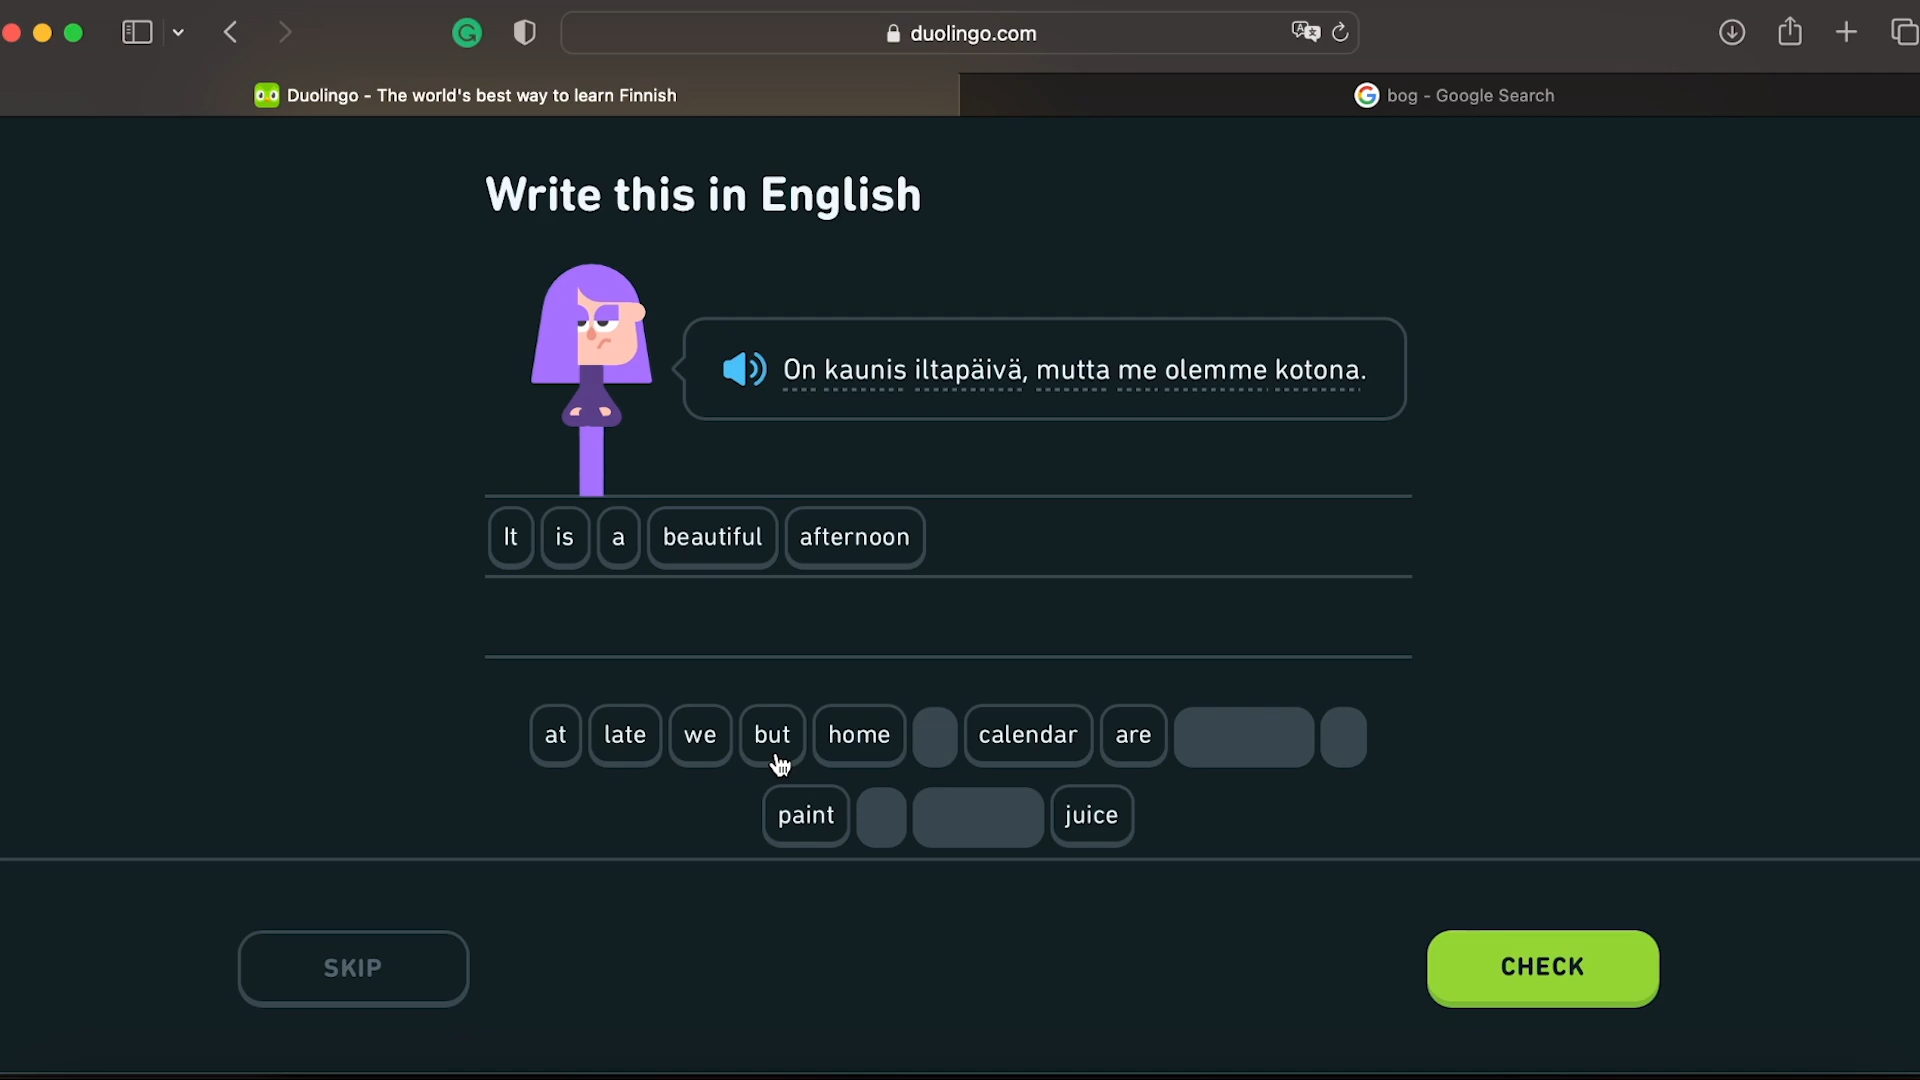 duolingo.com
Duolingo - The world's best way to learn Finnish
bog - Google Search
Write this in English
On kaunis iltapäivä, mutta me olemme kotona.
It is a beautiful afternoon
at late we but home calendar are
paint juice
SKIP
CHECK